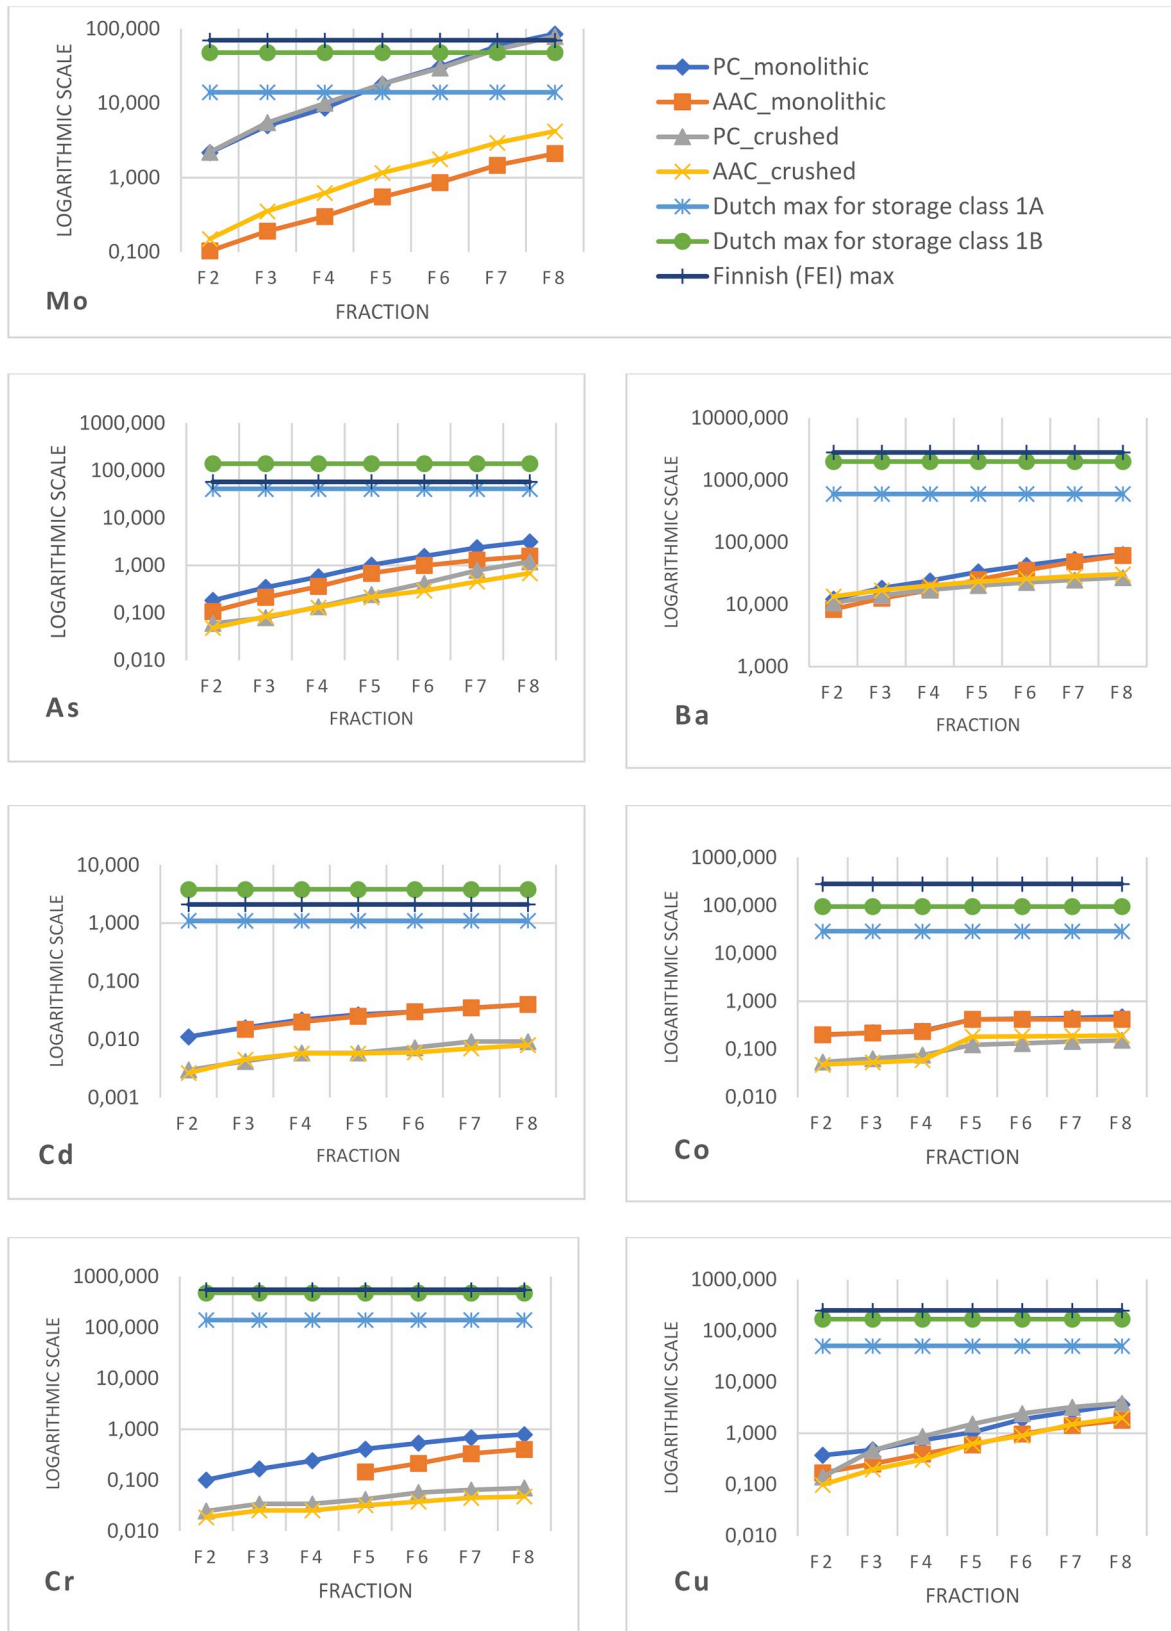 100,000
10,000
1,000
0,100
LOGARITHMIC SCALE
F2 F3 F4 F5 F6 F7 F8
FRACTION
Mo
PC_monolithic
AAC_monolithic
PC_crushed
AAC_crushed
Dutch max for storage class 1A
Dutch max for storage class 1B
Finnish (FEI) max
1000,000
100,000
10,000
1,000
0,100
0,010
LOGARITHMIC SCALE
F2 F3 F4 F5 F6 F7 F8
FRACTION
As
10000,000
1000,000
100,000
10,000
1,000
LOGARITHMIC SCALE
F2 F3 F4 F5 F6 F7 F8
FRACTION
Ba
10,000
1,000
0,100
0,010
0,001
LOGARITHMIC SCALE
F2 F3 F4 F5 F6 F7 F8
FRACTION
Cd
1000,000
100,000
10,000
1,000
0,100
0,010
LOGARITHMIC SCALE
F2 F3 F4 F5 F6 F7 F8
FRACTION
Co
1000,000
100,000
10,000
1,000
0,100
0,010
LOGARITHMIC SCALE
F2 F3 F4 F5 F6 F7 F8
FRACTION
Cr
1000,000
100,000
10,000
1,000
0,100
0,010
LOGARITHMIC SCALE
F2 F3 F4 F5 F6 F7 F8
FRACTION
Cu